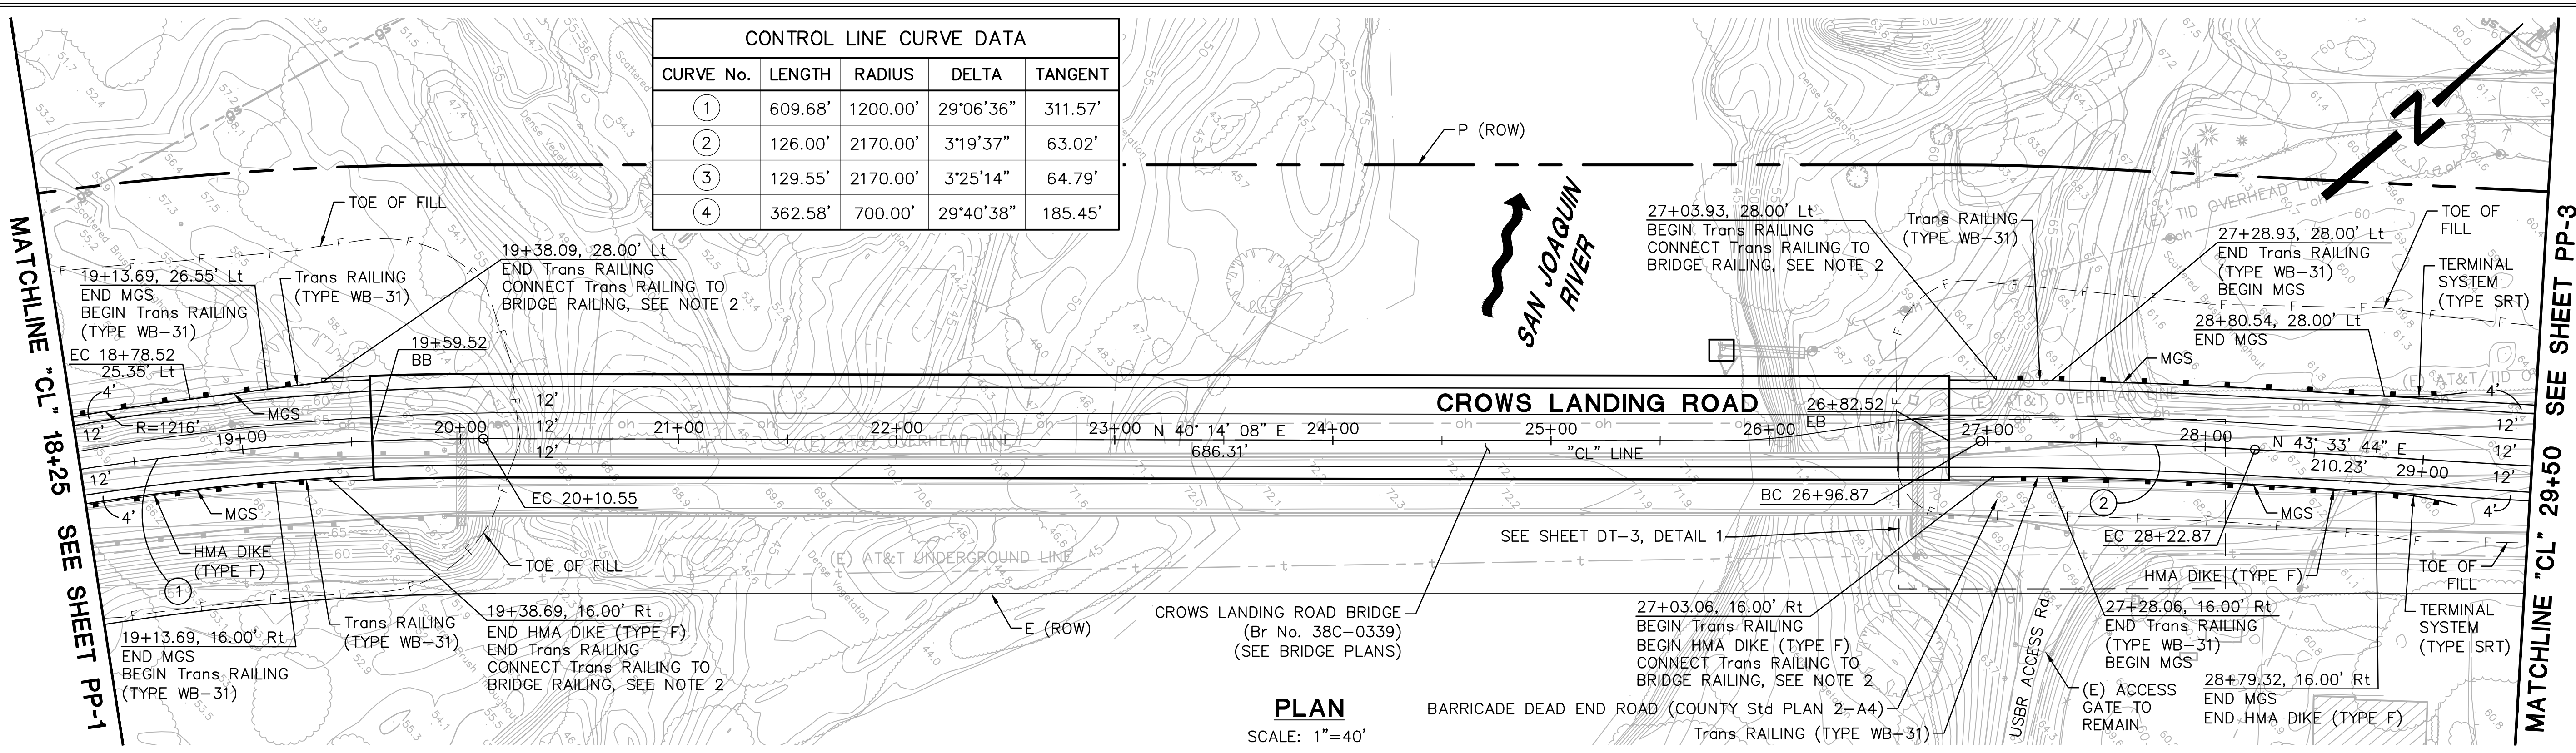 CONTROL LINE CURVE DATA
CURVE No. LENGTH RADIUS DELTA TANGENT
1 609.68' 1200.00' 29°06'36" 311.57'
2 126.00' 2170.00' 3°19'37" 63.02'
3 129.55' 2170.00' 3°25'14" 64.79'
4 362.58' 700.00' 29°40'38" 185.45'
MATCHLINE "CL" 18+25 SEE SHEET PP-1
TOE OF FILL
19+13.69, 26.55' Lt
END MGS
BEGIN Trans RAILING
(TYPE WB-31)
Trans RAILING
(TYPE WB-31)
19+38.09, 28.00' Lt
END Trans RAILING
CONNECT Trans RAILING TO
BRIDGE RAILING, SEE NOTE 2
EC 18+78.52
25.35' Lt
19+59.52
BB
4'
R=1216'
MGS
12'
19+00
12'
4'
MGS
HMA DIKE
(TYPE F)
1
19+13.69, 16.00' Rt
END MGS
BEGIN Trans RAILING
(TYPE WB-31)
Trans RAILING
(TYPE WB-31)
19+38.69, 16.00' Rt
END HMA DIKE (TYPE F)
END Trans RAILING
CONNECT Trans RAILING TO
BRIDGE RAILING, SEE NOTE 2
TOE OF FILL
EC 20+10.55
12'
12'
12'
20+00
21+00
22+00
23+00
N 40° 14' 08" E
686.31'
24+00
25+00
26+00
27+00
28+00
29+00
"CL" LINE
CROWS LANDING ROAD
(E) AT&T OVERHEAD LINE
(E) AT&T UNDERGROUND LINE
E (ROW)
P (ROW)
SAN JOAQUIN
RIVER
CROWS LANDING ROAD BRIDGE
(Br No. 38C-0339)
(SEE BRIDGE PLANS)
PLAN
SCALE: 1"=40'
27+03.93, 28.00' Lt
BEGIN Trans RAILING
CONNECT Trans RAILING TO
BRIDGE RAILING, SEE NOTE 2
Trans RAILING
(TYPE WB-31)
27+28.93, 28.00' Lt
END Trans RAILING
(TYPE WB-31)
BEGIN MGS
28+80.54, 28.00' Lt
END MGS
MGS
TOE OF
FILL
TERMINAL
SYSTEM
(TYPE SRT)
(E) TID OVERHEAD LINE
(E) AT&T OVERHEAD LINE
26+82.52
EB
BC 26+96.87
SEE SHEET DT-3, DETAIL 1
2
N 43° 33' 44" E
210.23'
4'
12'
12'
4'
MGS
EC 28+22.87
HMA DIKE (TYPE F)
TOE OF
FILL
TERMINAL
SYSTEM
(TYPE SRT)
27+03.06, 16.00' Rt
BEGIN Trans RAILING
BEGIN HMA DIKE (TYPE F)
CONNECT Trans RAILING TO
BRIDGE RAILING, SEE NOTE 2
BARRICADE DEAD END ROAD (COUNTY Std PLAN 2-A4)
Trans RAILING (TYPE WB-31)
USBR ACCESS Rd
27+28.06, 16.00' Rt
END Trans RAILING
(TYPE WB-31)
BEGIN MGS
(E) ACCESS
GATE TO
REMAIN
28+79.32, 16.00' Rt
END MGS
END HMA DIKE (TYPE F)
MATCHLINE "CL" 29+50 SEE SHEET PP-3